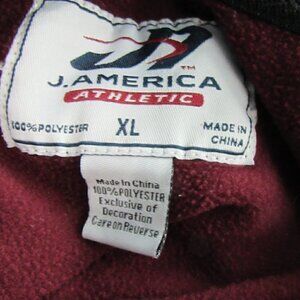 TM
J.AMERICA
ATHLETIC
100%POLYESTER XL MADE IN
CHINA
Made In China
100%POLYESTER
Exclusive of
Decoration
Care on Reverse